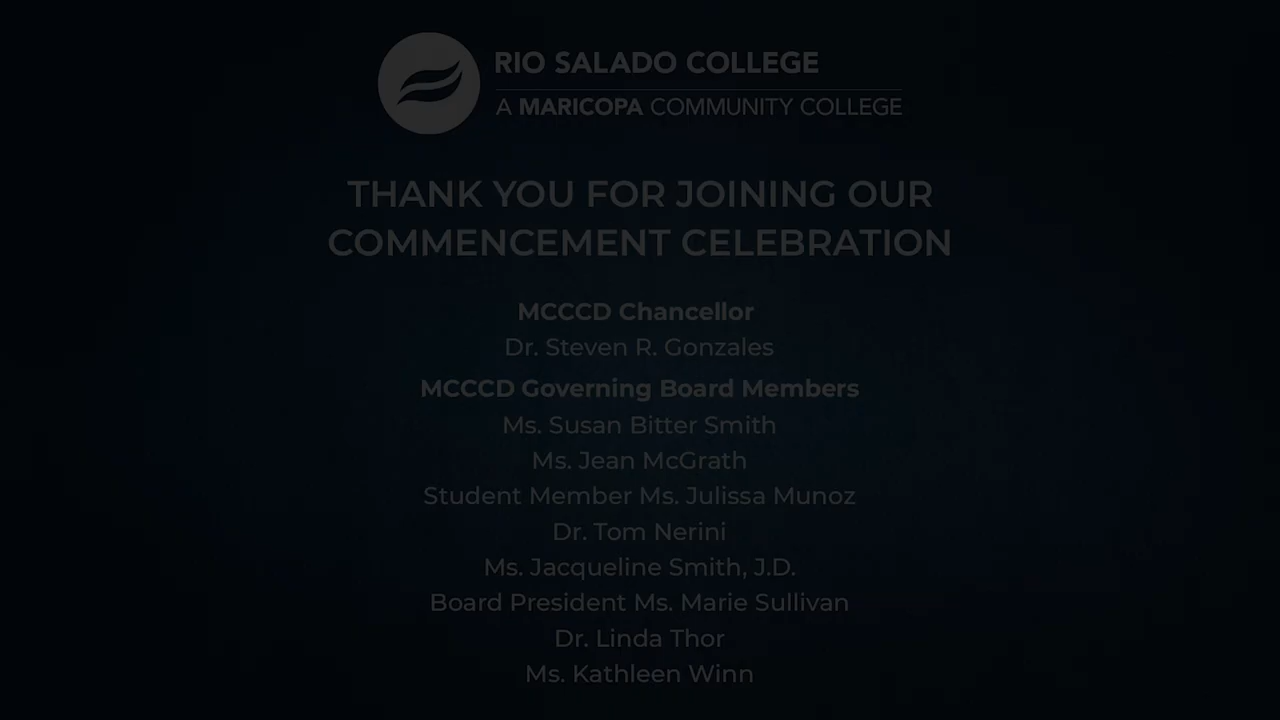 RIO SALADO COLLEGE
A MARICOPA COMMUNITY COLLEGE
THANK YOU FOR JOINING OUR
COMMENCEMENT CELEBRATION
MCCCD Chancellor
Dr. Steven R. Gonzales
MCCCD Governing Board Members
Ms. Susan Bitter Smith
Ms. Jean McGrath
Student Member Ms. Julissa Munoz
Dr. Tom Nerini
Ms. Jacqueline Smith, J.D.
Board President Ms. Marie Sullivan
Dr. Linda Thor
Ms. Kathleen Winn